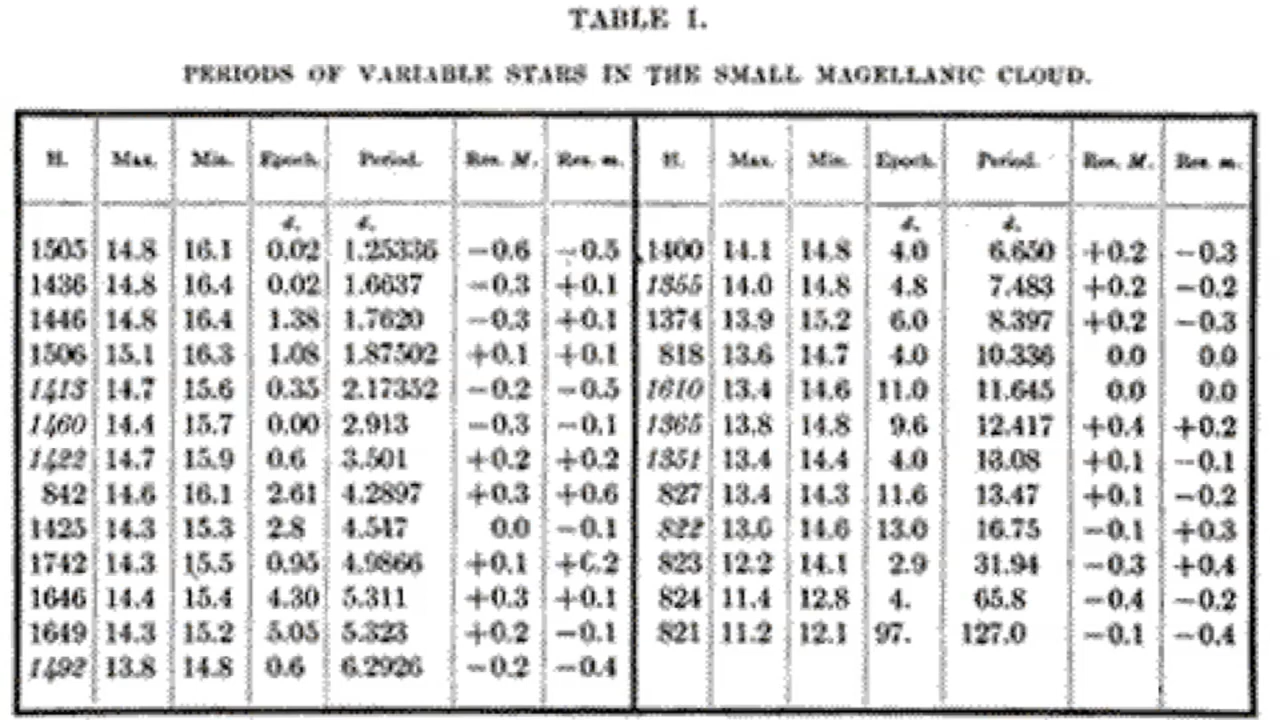 TABLE I.
PERIODS OF VARIABLE STARS IN THE SMALL MAGELLANIC CLOUD.
H. Max. Min. Epoch. Period. Res. M. Res. m. H. Max. Min. Epoch. Period. Res. M. Res. m.
d. d. d. d.
1505 14.8 16.1 0.02 1.25336 −0.6 −0.5 1400 14.1 14.8 4.0 6.650 +0.2 −0.3
1436 14.8 16.4 0.02 1.6637 −0.3 +0.1 1355 14.0 14.8 4.8 7.483 +0.2 −0.2
1446 14.8 16.4 1.38 1.7620 −0.3 +0.1 1374 13.9 15.2 6.0 8.397 +0.2 −0.3
1506 15.1 16.3 1.08 1.87502 +0.1 +0.1 818 13.6 14.7 4.0 10.336 0.0 0.0
1413 14.7 15.6 0.35 2.17352 −0.2 −0.5 1610 13.4 14.6 11.0 11.645 0.0 0.0
1460 14.4 15.7 0.00 2.913 −0.3 −0.1 1365 13.8 14.8 9.6 12.417 +0.4 +0.2
1422 14.7 15.9 0.6 3.501 +0.2 +0.2 1351 13.4 14.4 4.0 13.08 +0.1 −0.1
842 14.6 16.1 2.61 4.2897 +0.3 +0.6 827 13.4 14.3 11.6 13.47 +0.1 −0.2
1425 14.3 15.3 2.8 4.547 0.0 −0.1 822 13.0 14.6 13.0 16.75 −0.1 +0.3
1742 14.3 15.5 0.95 4.9866 +0.1 +0.2 823 12.2 14.1 2.9 31.94 −0.3 +0.4
1646 14.4 15.4 4.30 5.311 +0.3 +0.1 824 11.4 12.8 4. 65.8 −0.4 −0.2
1649 14.3 15.2 5.05 5.323 +0.2 −0.1 821 11.2 12.1 97. 127.0 −0.1 −0.4
1492 13.8 14.8 0.6 6.2926 −0.2 −0.4